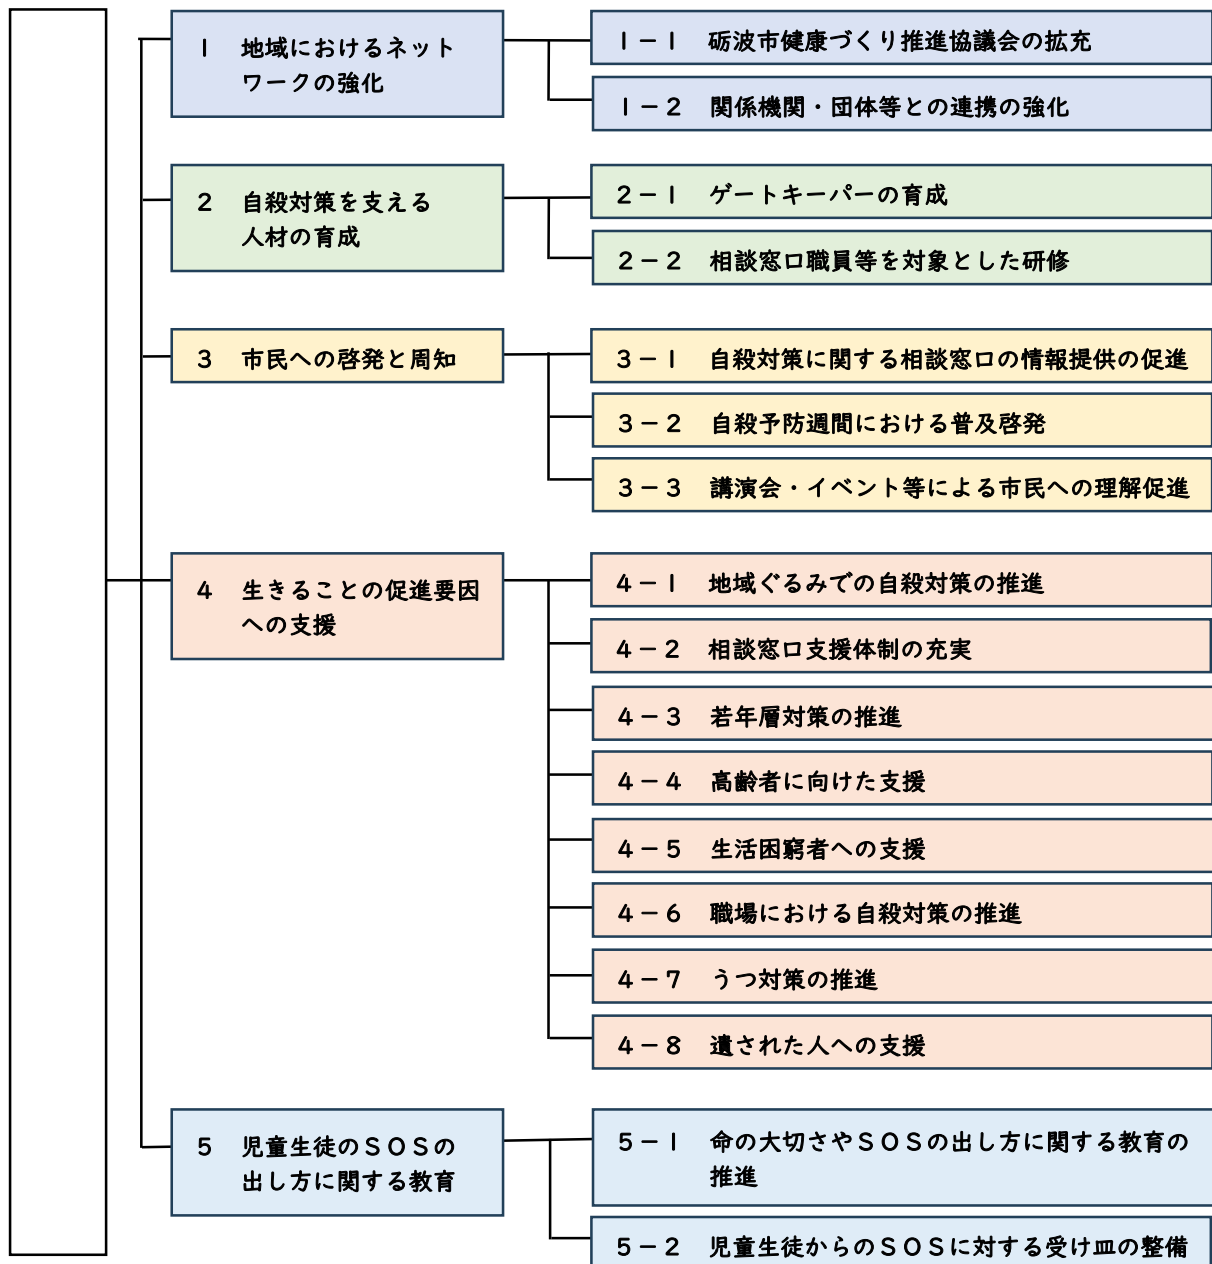 １　地域におけるネット
ワークの強化
１－１　砺波市健康づくり推進協議会の拡充
１－２　関係機関・団体等との連携の強化
２　自殺対策を支える
人材の育成
２－１　ゲートキーパーの育成
２－２　相談窓口職員等を対象とした研修
３　市民への啓発と周知
３－１　自殺対策に関する相談窓口の情報提供の促進
３－２　自殺予防週間における普及啓発
３－３　講演会・イベント等による市民への理解促進
４　生きることの促進要因
への支援
４－１　地域ぐるみでの自殺対策の推進
４－２　相談窓口支援体制の充実
４－３　若年層対策の推進
４－４　高齢者に向けた支援
４－５　生活困窮者への支援
４－６　職場における自殺対策の推進
４－７　うつ対策の推進
４－８　遺された人への支援
５　児童生徒のＳＯＳの
出し方に関する教育
５－１　命の大切さやＳＯＳの出し方に関する教育の
推進
５－２　児童生徒からのＳＯＳに対する受け皿の整備